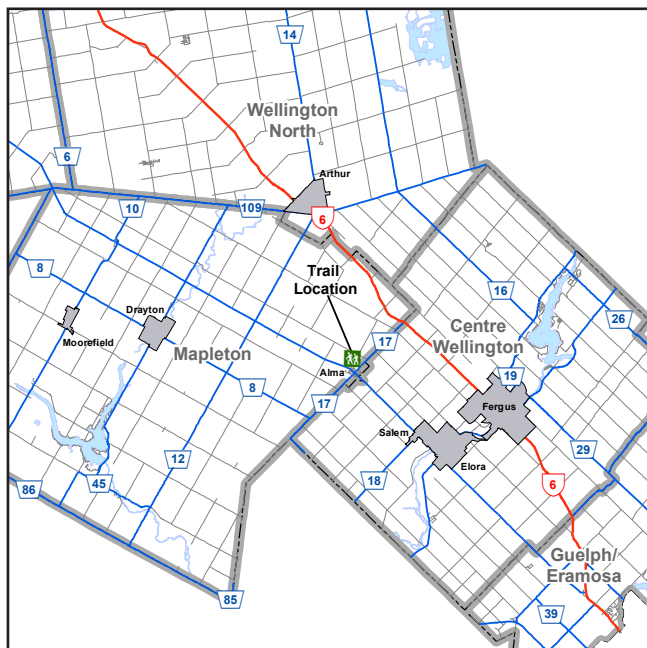 14
Wellington
North
Arthur
6
10
109
6
8
Trail
Location
16
Drayton
Centre
Wellington
26
17
Moorefield
Mapleton
Alma
19
8
Fergus
17
Salem
29
12
Elora
18
45
6
86
Guelph/
Eramosa
85
39